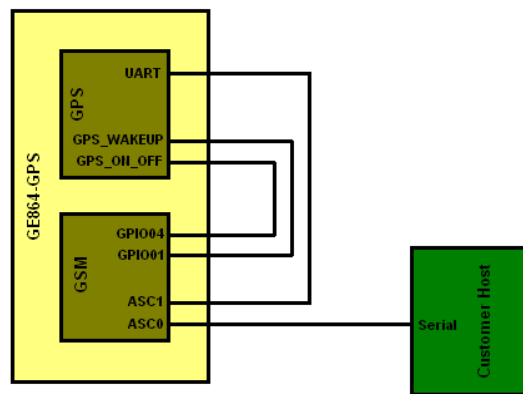 GE864-GPS
GPS
UART
GPS_WAKEUP
GPS_ON_OFF
GSM
GPIO04
GPIO01
ASC1
ASC0
Serial
Customer Host